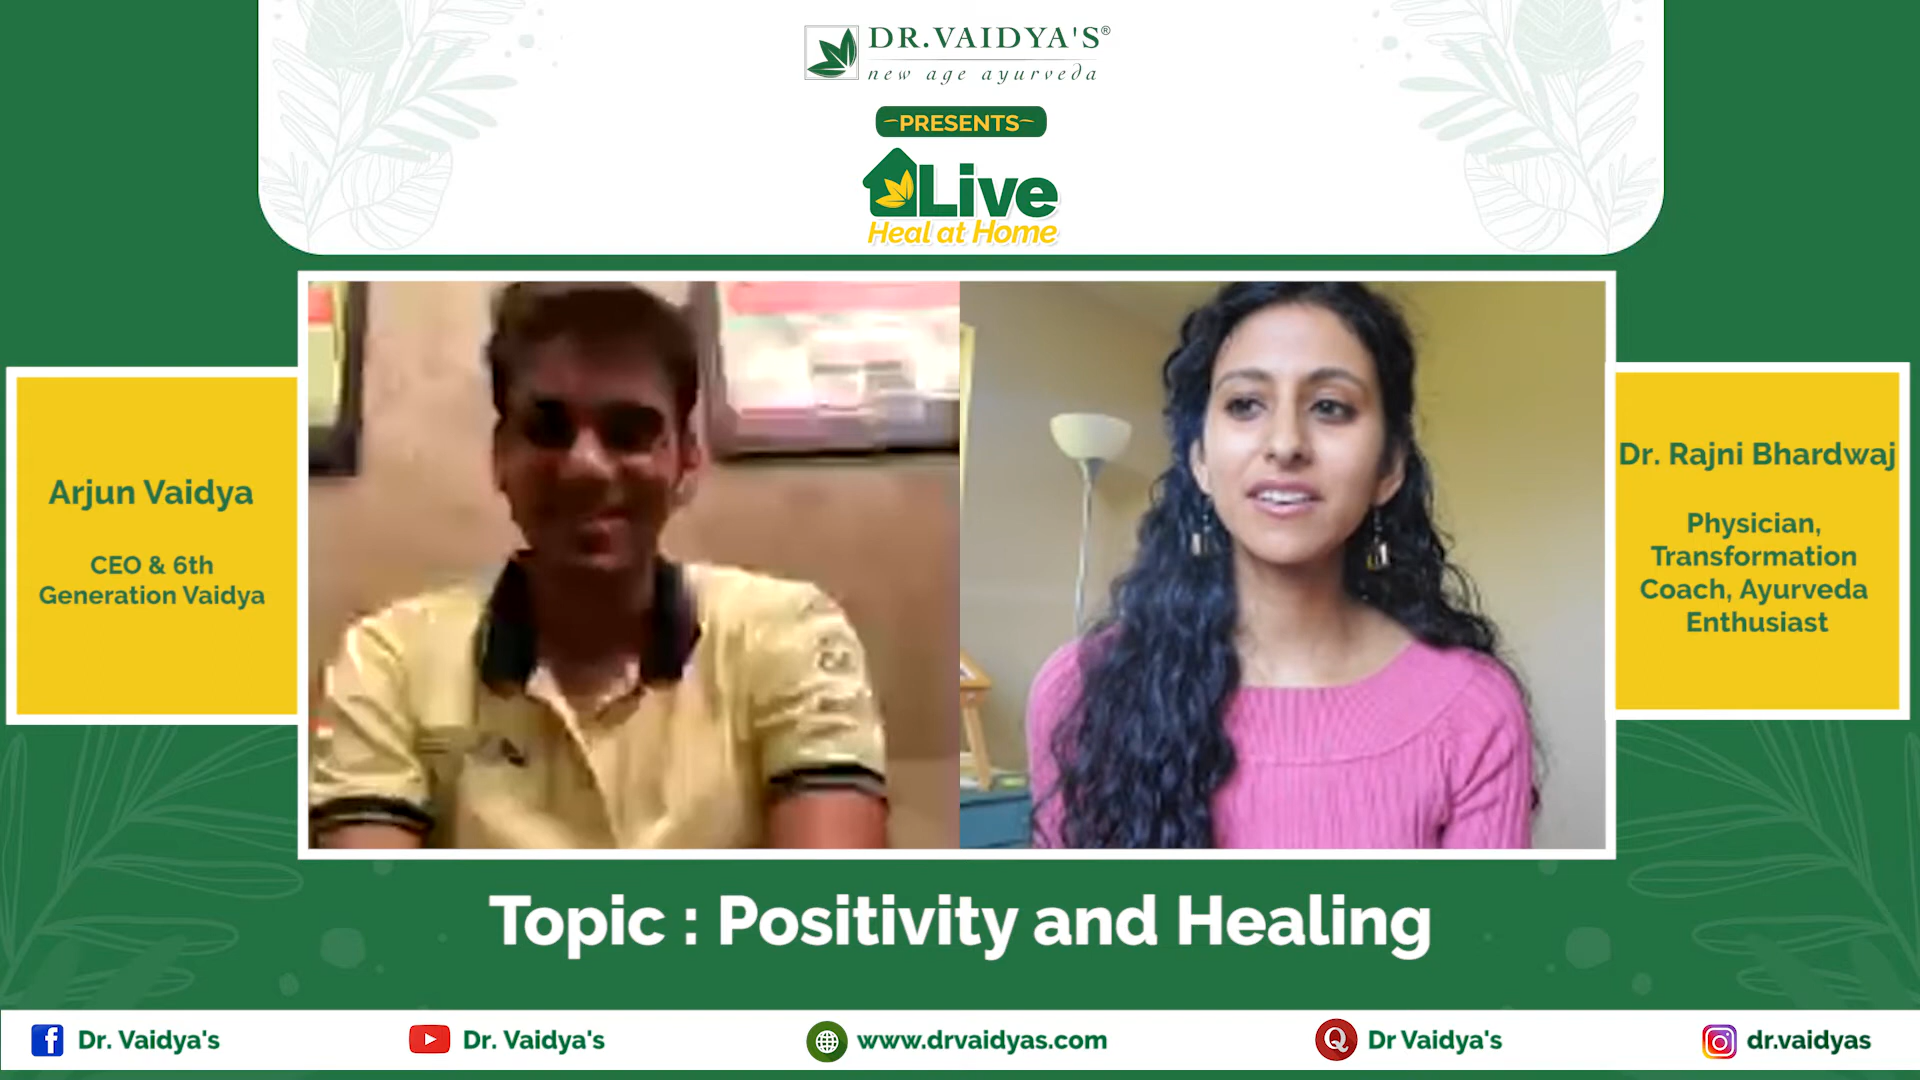 DR.VAIDYA'S®
new age ayurveda
PRESENTS
Live
Heal at Home
Arjun Vaidya
CEO & 6th
Generation Vaidya
Dr. Rajni Bhardwaj
Physician,
Transformation
Coach, Ayurveda
Enthusiast
Topic : Positivity and Healing
Dr. Vaidya's
Dr. Vaidya's
www.drvaidyas.com
Dr Vaidya's
dr.vaidyas